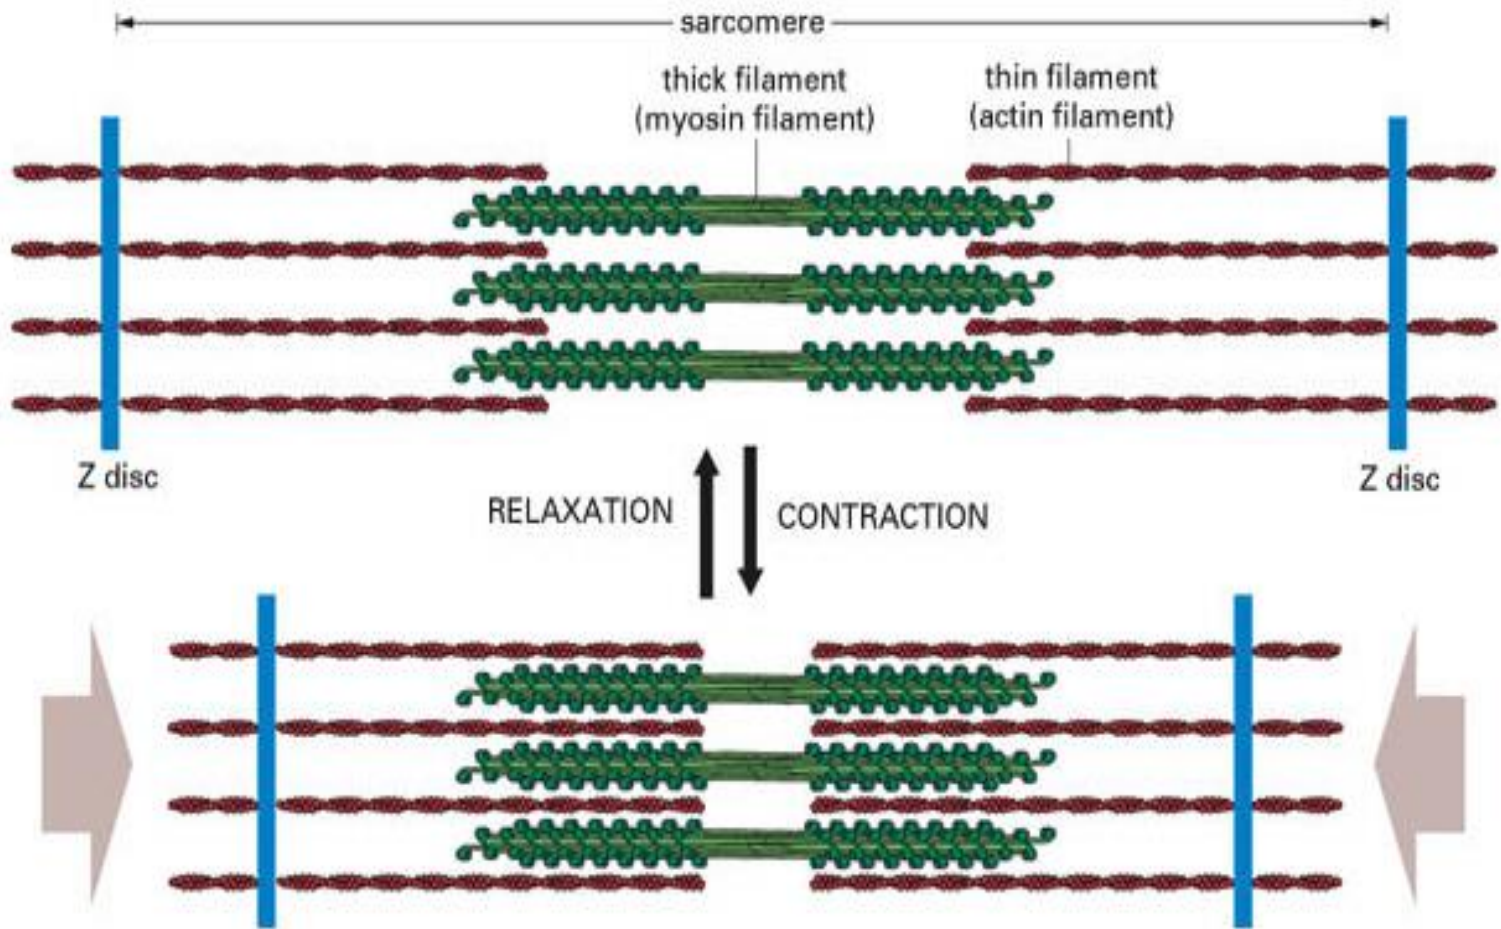 sarcomere
thick filament
(myosin filament)
thin filament
(actin filament)
Z disc
Z disc
RELAXATION
CONTRACTION